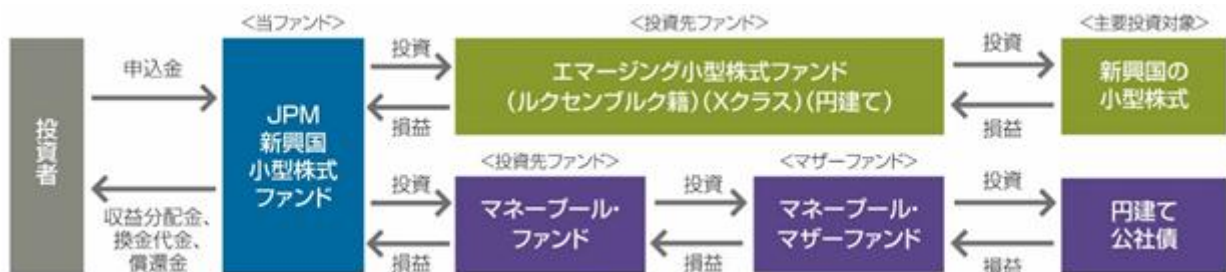 <当ファンド>
<投資先ファンド>
<主要投資対象>
投資者
申込金
収益分配金、
換金代金、
償還金
JPM
新興国
小型株式
ファンド
投資
損益
エマージング小型株式ファンド
(ルクセンブルク籍)(Xクラス)(円建て)
投資
損益
新興国の
小型株式
<投資先ファンド>
<マザーファンド>
投資
損益
マネープール・
ファンド
投資
損益
マネープール・
マザーファンド
投資
損益
円建て
公社債